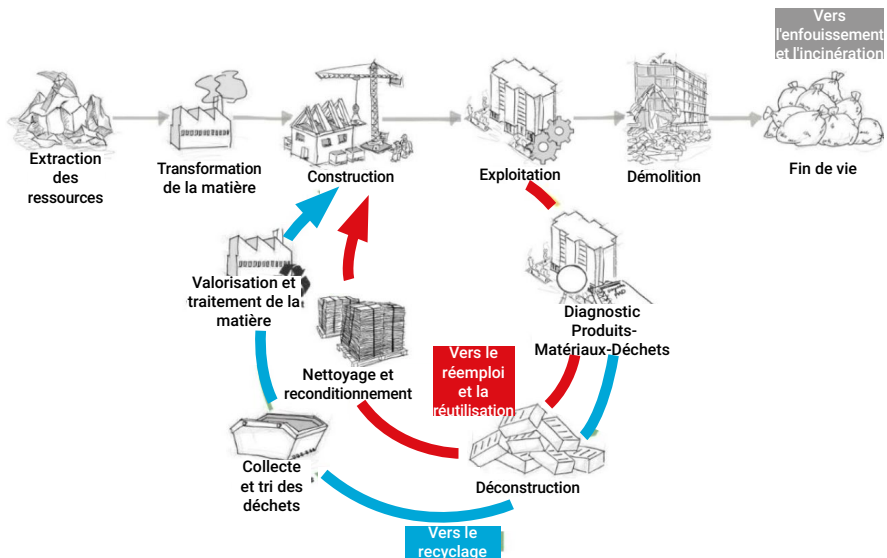 Vers
l'enfouissement
et l'incinération
Extraction
des
ressources
Transformation
de la matière
Construction
Exploitation
Démolition
Fin de vie
Valorisation et
traitement de la
matière
Diagnostic
Produits-
Matériaux-Déchets
Nettoyage et
reconditionnement
Vers le
réemploi
et la
réutilisation
Collecte
et tri des
déchets
Déconstruction
Vers le
recyclage